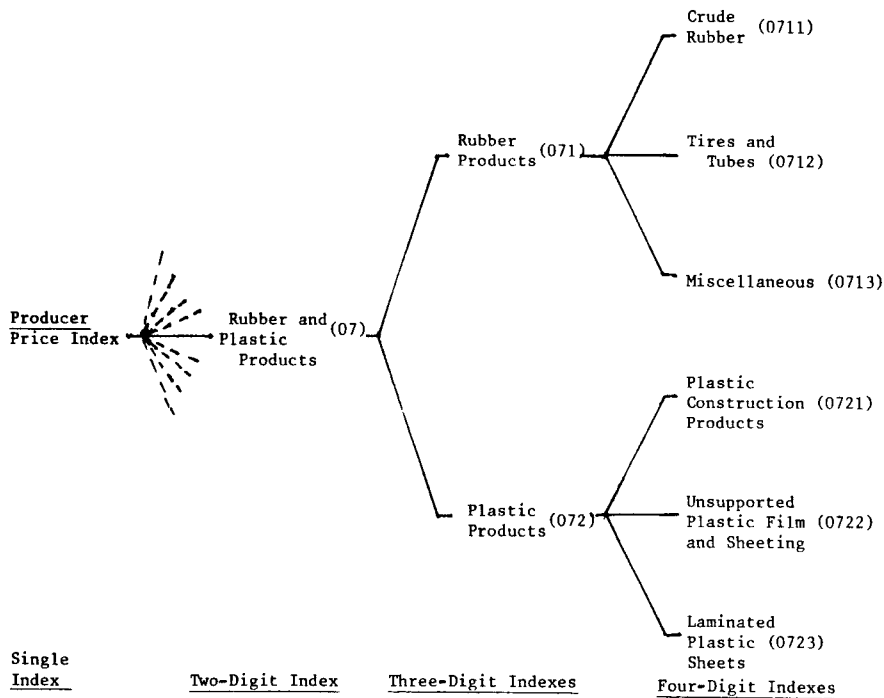 Crude
Rubber (0711)
Rubber
Products (071)
Tires and
Tubes (0712)
Miscellaneous (0713)
Producer
Price Index
Rubber and
Plastic (07)
Products
Plastic
Construction (0721)
Products
Plastic
Products (072)
Unsupported
Plastic Film (0722)
and Sheeting
Laminated
Plastic (0723)
Sheets
Single
Index
Two-Digit Index
Three-Digit Indexes
Four-Digit Indexes